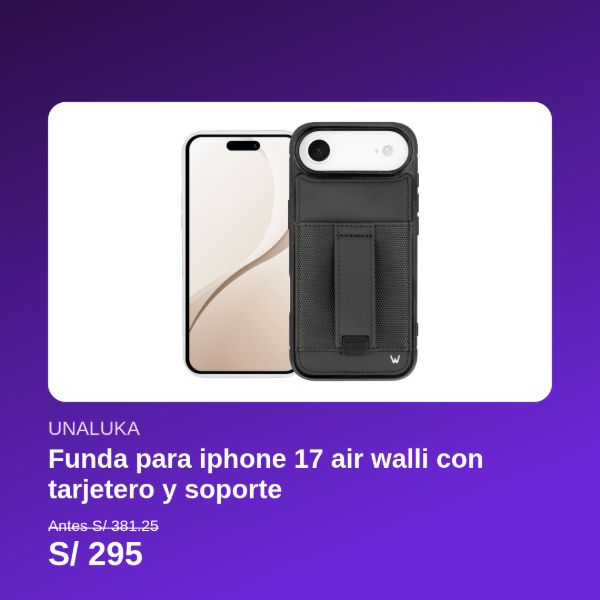 W
UNALUKA
Funda para iphone 17 air walli con
tarjetero y soporte
Antes S/ 381.25
S/ 295